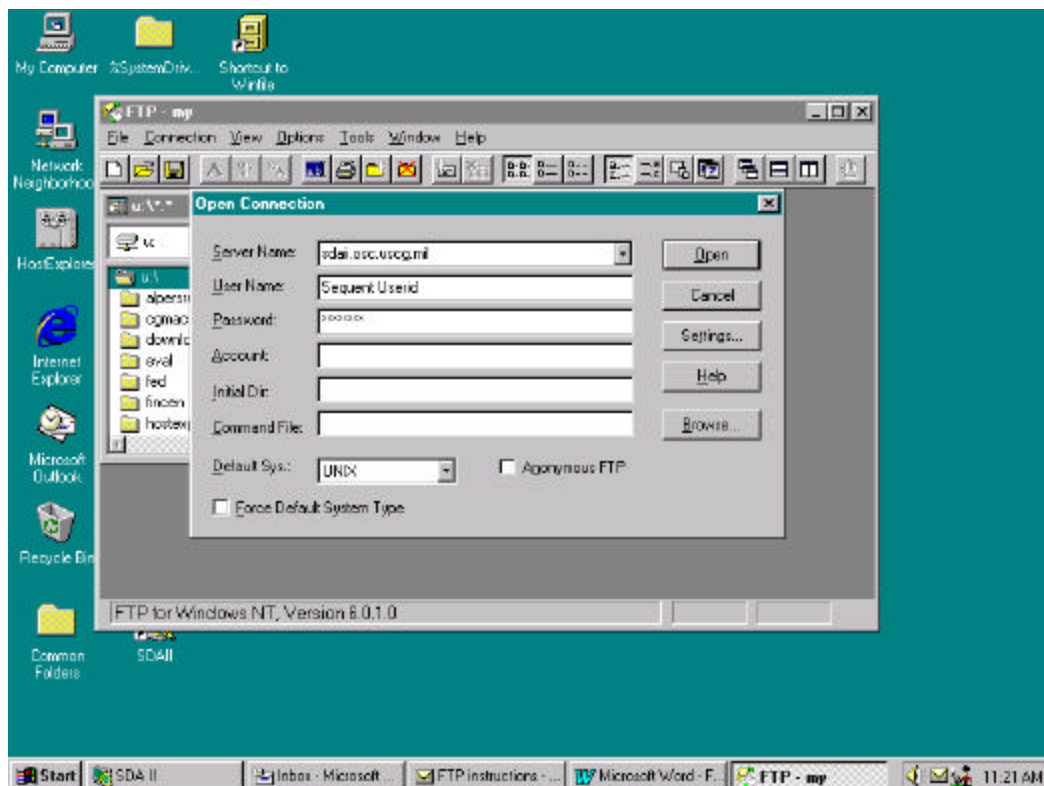 My Computer
%SystemDriv...
Shortcut to
Winfile
Network
Neighborhoo
HostExplorer
Internet
Explorer
Microsoft
Outlook
Recycle Bin
Common
Folders
SDAII
FTP - my
File Connection View Options Tools Window Help
u:\*.*
u:
u:\
download
eval
fed
fincen
Open Connection
Server Name: sdaii.osc.uscg.mil
User Name: Sequent Userid
Password: ×××××××
Account:
Initial Dir:
Command File:
Default Sys.: UNIX
Anonymous FTP
Force Default System Type
Open
Cancel
Settings...
Help
Browse...
FTP for Windows NT, Version 6.0.1.0
Start
SDA II
Inbox - Microsoft ...
FTP instructions - ...
Microsoft Word - F...
FTP - my
11:21 AM